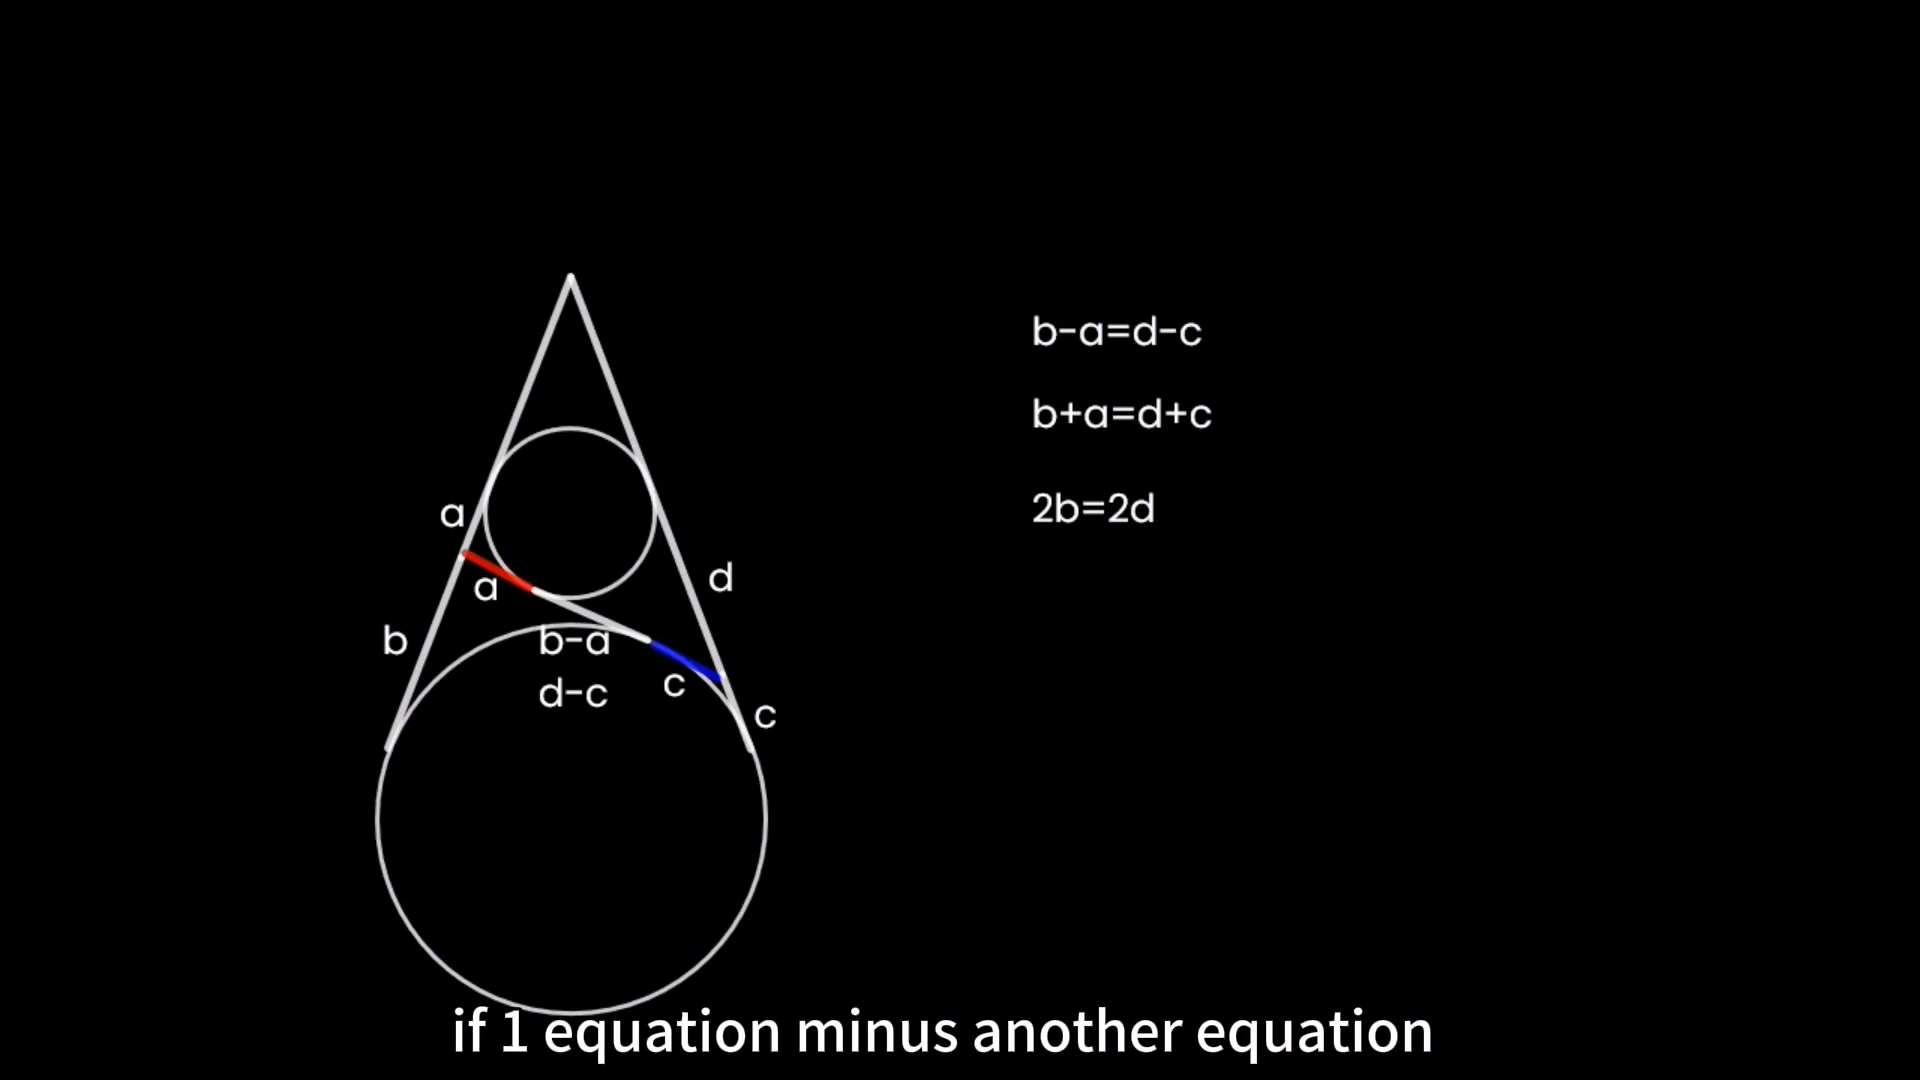 b-a=d-c
b+a=d+c
2b=2d
a
a
d
b
b-a
d-c
c
c
if 1 equation minus another equation